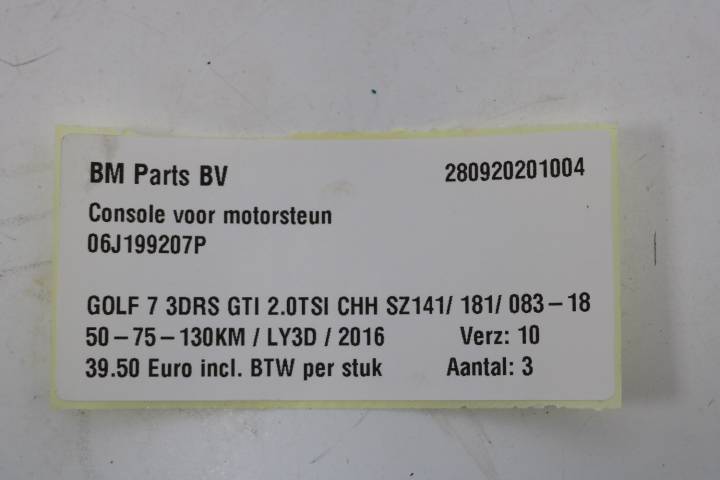 BM Parts BV 280920201004
Console voor motorsteun
06J199207P
GOLF 7 3DRS GTI 2.0TSI CHH SZ141/ 181/ 083-18
50-75-130KM / LY3D / 2016 Verz: 10
39.50 Euro incl. BTW per stuk Aantal: 3